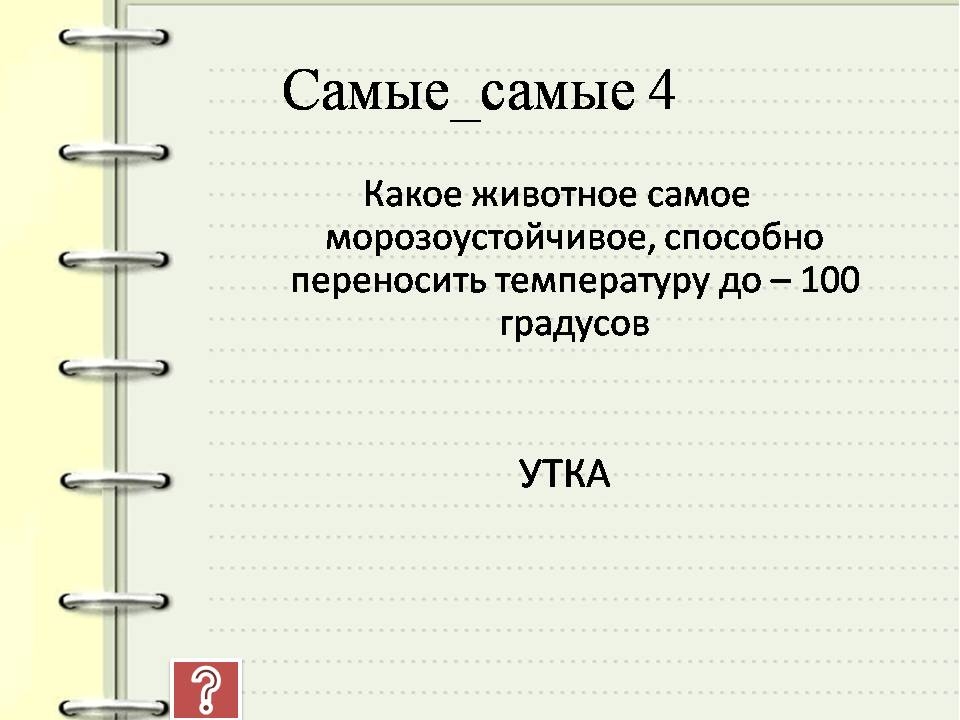 Самые_самые 4
Какое животное самое
морозоустойчивое, способно
переносить температуру до – 100
градусов
УТКА
?